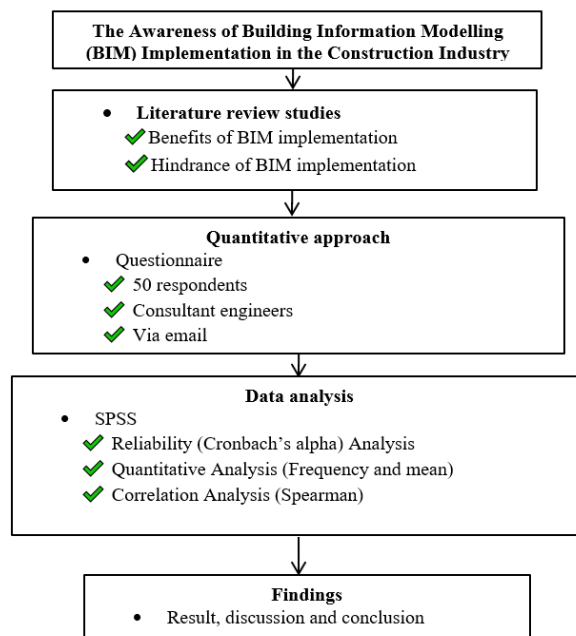 The Awareness of Building Information Modelling
(BIM) Implementation in the Construction Industry
• Literature review studies
✔ Benefits of BIM implementation
✔ Hindrance of BIM implementation
Quantitative approach
• Questionnaire
✔ 50 respondents
✔ Consultant engineers
✔ Via email
Data analysis
• SPSS
✔ Reliability (Cronbach’s alpha) Analysis
✔ Quantitative Analysis (Frequency and mean)
✔ Correlation Analysis (Spearman)
Findings
• Result, discussion and conclusion